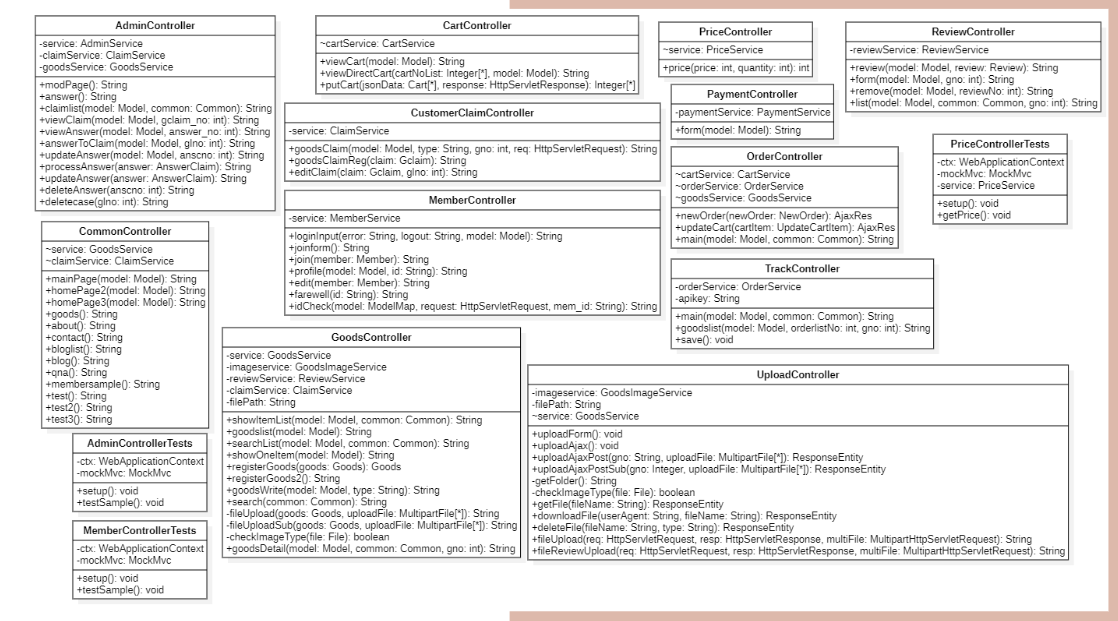 AdminController
-service: AdminService
-claimService: ClaimService
-goodsService: GoodsService
+modPage(): String
+answer(): String
+claimlist(model: Model, common: Common): String
+viewClaim(model: Model, gclaim_no: int): String
+viewAnswer(model: Model, answer_no: int): String
+answerToClaim(model: Model, glno: int): String
+updateAnswer(model: Model, anscno: int): String
+processAnswer(answer: AnswerClaim): String
+updateAnswer(answer: AnswerClaim): String
+deleteAnswer(anscno: int): String
+deletecase(glno: int): String
CommonController
~service: GoodsService
~claimService: ClaimService
+mainPage(model: Model): String
+homePage2(model: Model): String
+homePage3(model: Model): String
+goods(): String
+about(): String
+contact(): String
+bloglist(): String
+blog(): String
+qna(): String
+membersample(): String
+test(): String
+test2(): String
+test3(): String
AdminControllerTests
-ctx: WebApplicationContext
-mockMvc: MockMvc
+setup(): void
+testSample(): void
MemberControllerTests
-ctx: WebApplicationContext
-mockMvc: MockMvc
+setup(): void
+testSample(): void
CartController
~cartService: CartService
+viewCart(model: Model): String
+viewDirectCart(cartNoList: Integer[*], model: Model): String
+putCart(jsonData: Cart[*], response: HttpServletResponse): Integer[*]
CustomerClaimController
-service: ClaimService
+goodsClaim(model: Model, type: String, gno: int, req: HttpServletRequest): String
+goodsClaimReg(claim: Gclaim): String
+editClaim(claim: Gclaim, glno: int): String
MemberController
-service: MemberService
+loginInput(error: String, logout: String, model: Model): String
+joinform(): String
+join(member: Member): String
+profile(model: Model, id: String): String
+edit(member: Member): String
+farewell(id: String): String
+idCheck(model: ModelMap, request: HttpServletRequest, mem_id: String): String
GoodsController
-service: GoodsService
-imageservice: GoodsImageService
-reviewService: ReviewService
-claimService: ClaimService
-filePath: String
+showItemList(model: Model, common: Common): String
+goodslist(model: Model): String
+searchList(model: Model, common: Common): String
+showOneItem(model: Model): String
+registerGoods(goods: Goods): Goods
+registerGoods2(): String
+goodsWrite(model: Model, type: String): String
+search(common: Common): String
-fileUpload(goods: Goods, uploadFile: MultipartFile[*]): String
-fileUploadSub(goods: Goods, uploadFile: MultipartFile[*]): String
-checkImageType(file: File): boolean
+goodsDetail(model: Model, common: Common, gno: int): String
PriceController
~service: PriceService
+price(price: int, quantity: int): int
PaymentController
-paymentService: PaymentService
+form(model: Model): String
OrderController
~cartService: CartService
~orderService: OrderService
~goodsService: GoodsService
+newOrder(newOrder: NewOrder): AjaxRes
+updateCart(cartItem: UpdateCartItem): AjaxRes
+main(model: Model, common: Common): String
TrackController
-orderService: OrderService
-apikey: String
+main(model: Model, common: Common): String
+goodslist(model: Model, orderlistNo: int, gno: int): String
+save(): void
ReviewController
-reviewService: ReviewService
+review(model: Model, review: Review): String
+form(model: Model, gno: int): String
+remove(model: Model, reviewNo: int): String
+list(model: Model, common: Common, gno: int): String
PriceControllerTests
-ctx: WebApplicationContext
-mockMvc: MockMvc
-service: PriceService
+setup(): void
+getPrice(): void
UploadController
-imageservice: GoodsImageService
-filePath: String
~service: GoodsService
+uploadForm(): void
+uploadAjax(): void
+uploadAjaxPost(gno: String, uploadFile: MultipartFile[*]): ResponseEntity
+uploadAjaxPostSub(gno: Integer, uploadFile: MultipartFile[*]): ResponseEntity
-getFolder(): String
-checkImageType(file: File): boolean
+getFile(fileName: String): ResponseEntity
+downloadFile(userAgent: String, fileName: String): ResponseEntity
+deleteFile(fileName: String, type: String): ResponseEntity
+fileUpload(req: HttpServletRequest, resp: HttpServletResponse, multiFile: MultipartHttpServletRequest): String
+fileReviewUpload(req: HttpServletRequest, resp: HttpServletResponse, multiFile: MultipartHttpServletRequest): String